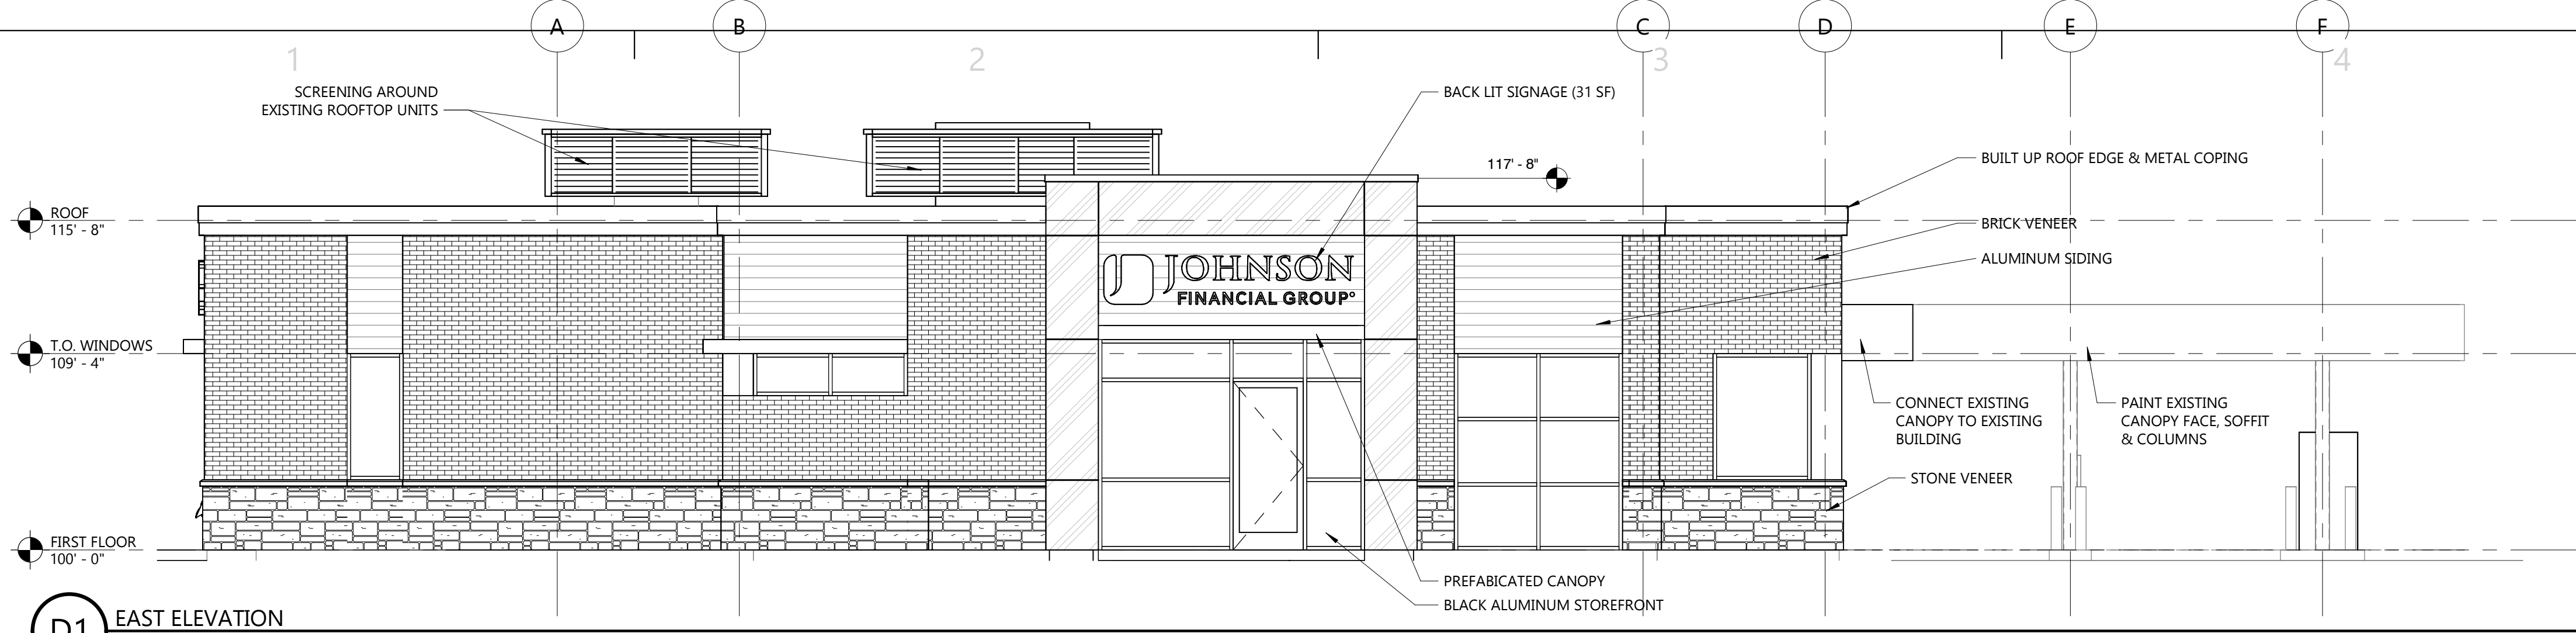 A
B
C
D
E
F
1
2
3
4
SCREENING AROUND
EXISTING ROOFTOP UNITS
BACK LIT SIGNAGE (31 SF)
117' - 8"
BUILT UP ROOF EDGE & METAL COPING
ROOF
115' - 8"
BRICK VENEER
ALUMINUM SIDING
JOHNSON
FINANCIAL GROUP
T.O. WINDOWS
109' - 4"
CONNECT EXISTING
CANOPY TO EXISTING
BUILDING
PAINT EXISTING
CANOPY FACE, SOFFIT
& COLUMNS
STONE VENEER
FIRST FLOOR
100' - 0"
PREFABICATED CANOPY
BLACK ALUMINUM STOREFRONT
D1
EAST ELEVATION